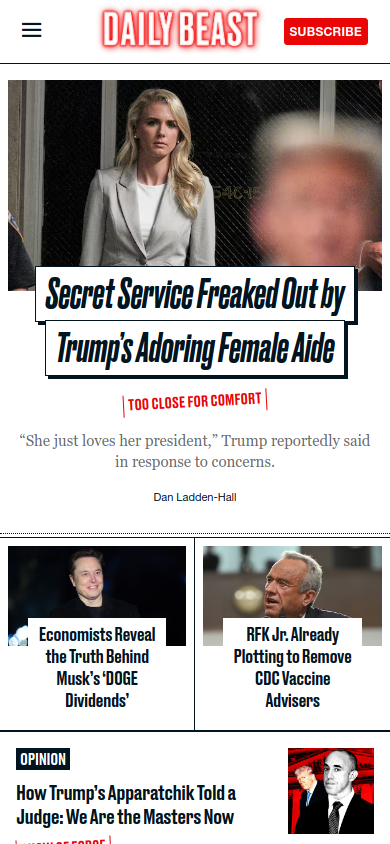 DAILY BEAST
SUBSCRIBE
Secret Service Freaked Out by
Trump's Adoring Female Aide
TOO CLOSE FOR COMFORT
“She just loves her president,” Trump reportedly said
in response to concerns.
Dan Ladden-Hall
Economists Reveal
the Truth Behind
Musk's ‘DOGE
Dividends’
RFK Jr. Already
Plotting to Remove
CDC Vaccine
Advisers
OPINION
How Trump's Apparatchik Told a
Judge: We Are the Masters Now